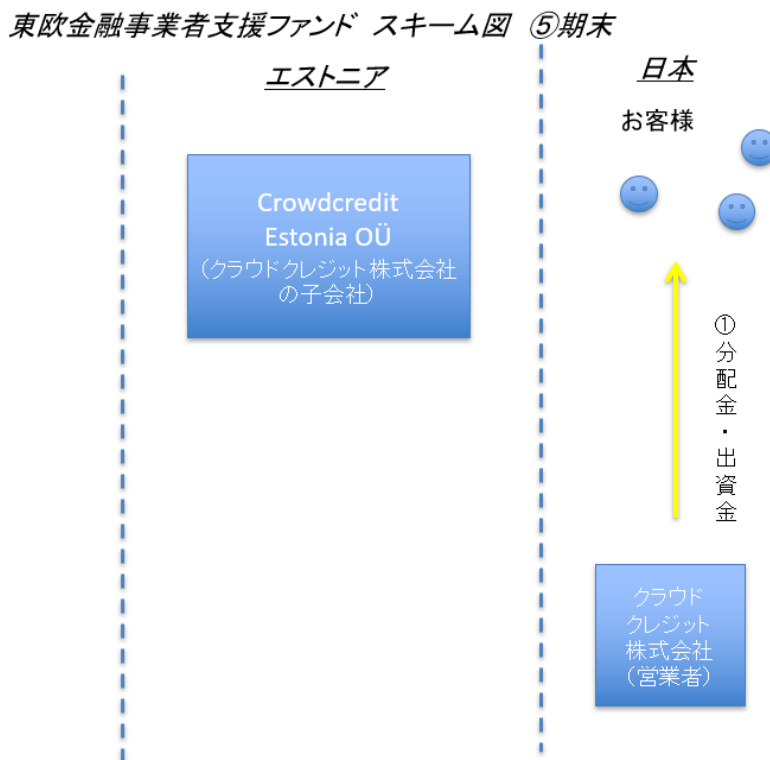 東欧金融事業者支援ファンド スキーム図 ⑤期末
エストニア
日本
お客様
Crowdcredit
Estonia OÜ
（クラウドクレジット株式会社
の子会社）
①分配金・出資金
クラウド
クレジット
株式会社
（営業者）